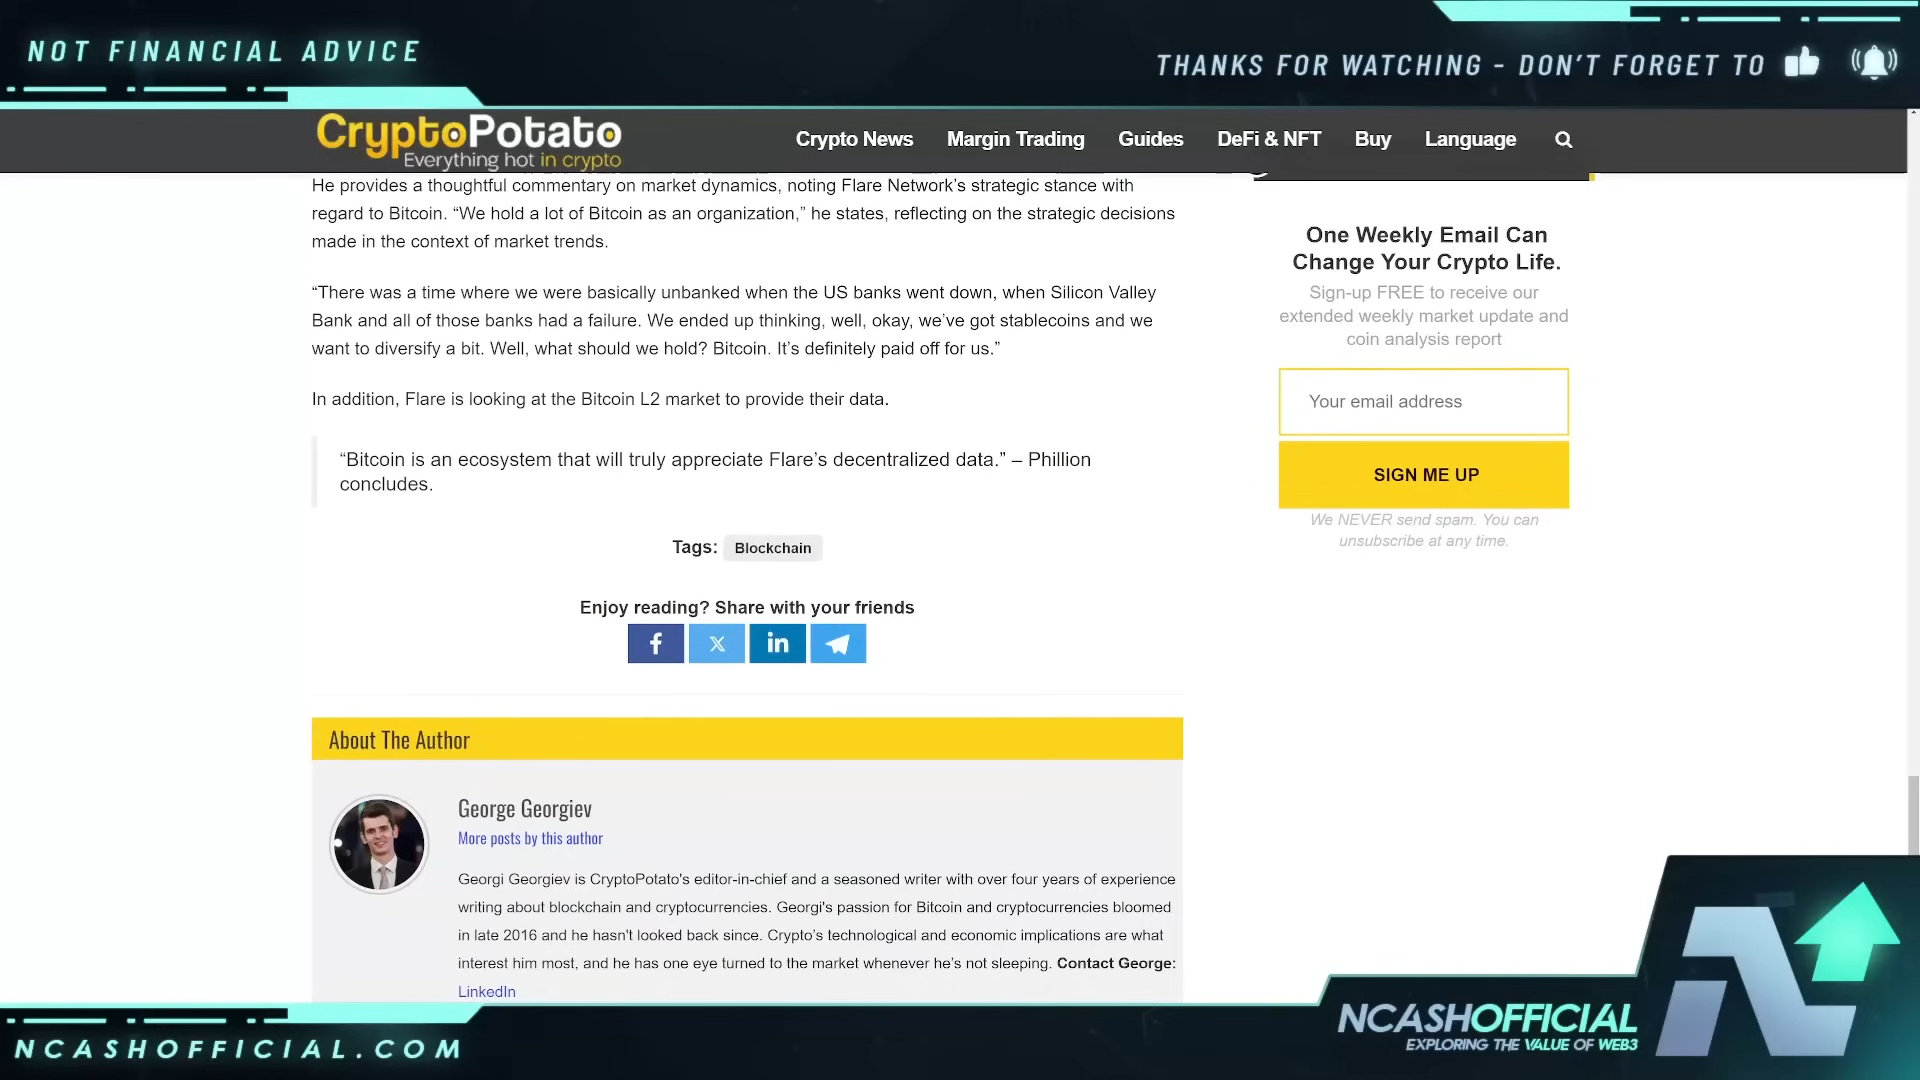 NOT FINANCIAL ADVICE
THANKS FOR WATCHING - DON'T FORGET TO
CryptoPotato
Everything hot in crypto
Crypto News Margin Trading Guides DeFi & NFT Buy Language
He provides a thoughtful commentary on market dynamics, noting Flare Network’s strategic stance with
regard to Bitcoin. “We hold a lot of Bitcoin as an organization,” he states, reflecting on the strategic decisions
made in the context of market trends.
“There was a time where we were basically unbanked when the US banks went down, when Silicon Valley
Bank and all of those banks had a failure. We ended up thinking, well, okay, we’ve got stablecoins and we
want to diversify a bit. Well, what should we hold? Bitcoin. It’s definitely paid off for us.”
In addition, Flare is looking at the Bitcoin L2 market to provide their data.
“Bitcoin is an ecosystem that will truly appreciate Flare’s decentralized data.” – Phillion
concludes.
Tags: Blockchain
Enjoy reading? Share with your friends
About The Author
George Georgiev
More posts by this author
Georgi Georgiev is CryptoPotato's editor-in-chief and a seasoned writer with over four years of experience
writing about blockchain and cryptocurrencies. Georgi's passion for Bitcoin and cryptocurrencies bloomed
in late 2016 and he hasn't looked back since. Crypto’s technological and economic implications are what
interest him most, and he has one eye turned to the market whenever he’s not sleeping. Contact George:
LinkedIn
One Weekly Email Can
Change Your Crypto Life.
Sign-up FREE to receive our
extended weekly market update and
coin analysis report
Your email address
SIGN ME UP
We NEVER send spam. You can
unsubscribe at any time.
NCASHOFFICIAL.COM
NCASHOFFICIAL
EXPLORING THE VALUE OF WEB3